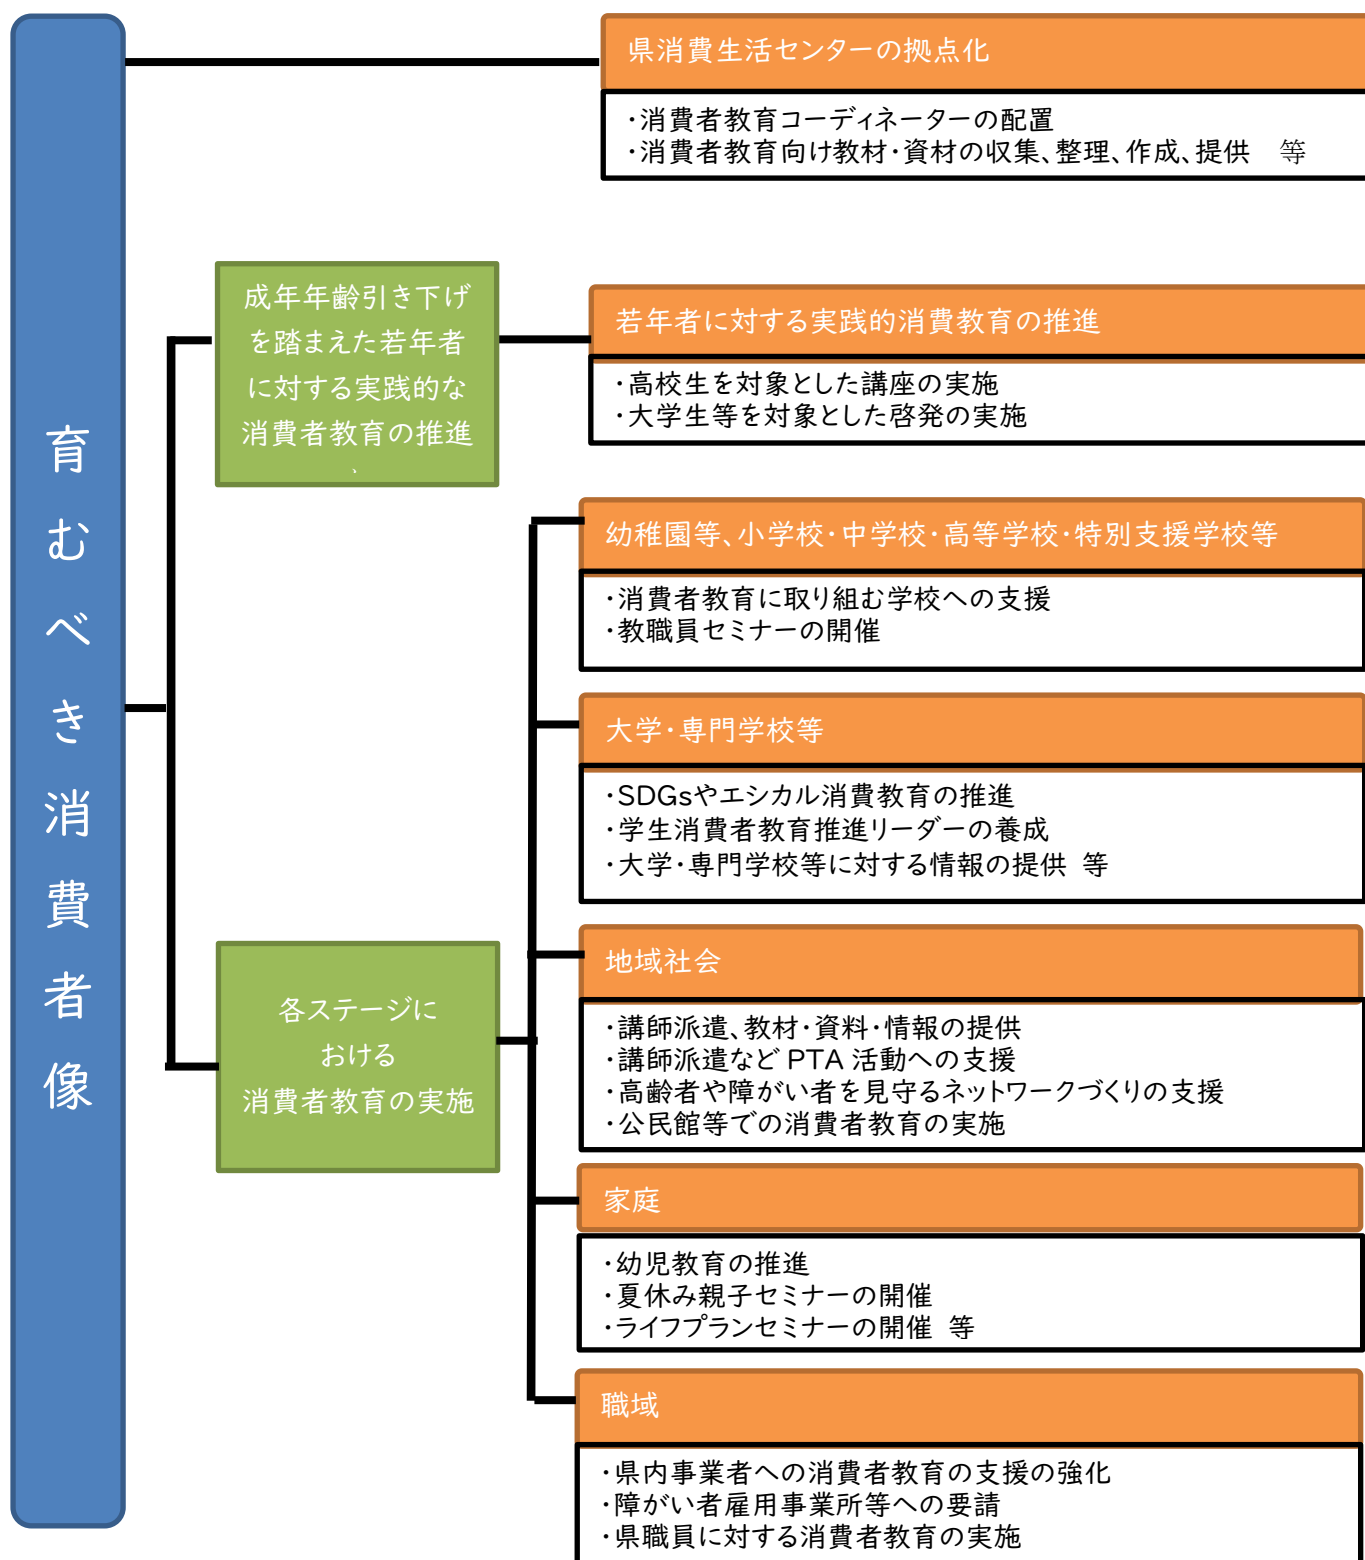 育むべき消費者像
県消費生活センターの拠点化
・消費者教育コーディネーターの配置
・消費者教育向け教材・資材の収集、整理、作成、提供　等
成年年齢引き下げ
を踏まえた若年者
に対する実践的な
消費者教育の推進
、
若年者に対する実践的消費教育の推進
・高校生を対象とした講座の実施
・大学生等を対象とした啓発の実施
各ステージに
おける
消費者教育の実施
幼稚園等、小学校・中学校・高等学校・特別支援学校等
・消費者教育に取り組む学校への支援
・教職員セミナーの開催
大学・専門学校等
・SDGsやエシカル消費教育の推進
・学生消費者教育推進リーダーの養成
・大学・専門学校等に対する情報の提供 等
地域社会
・講師派遣、教材・資料・情報の提供
・講師派遣など PTA 活動への支援
・高齢者や障がい者を見守るネットワークづくりの支援
・公民館等での消費者教育の実施
家庭
・幼児教育の推進
・夏休み親子セミナーの開催
・ライフプランセミナーの開催 等
職域
・県内事業者への消費者教育の支援の強化
・障がい者雇用事業所等への要請
・県職員に対する消費者教育の実施